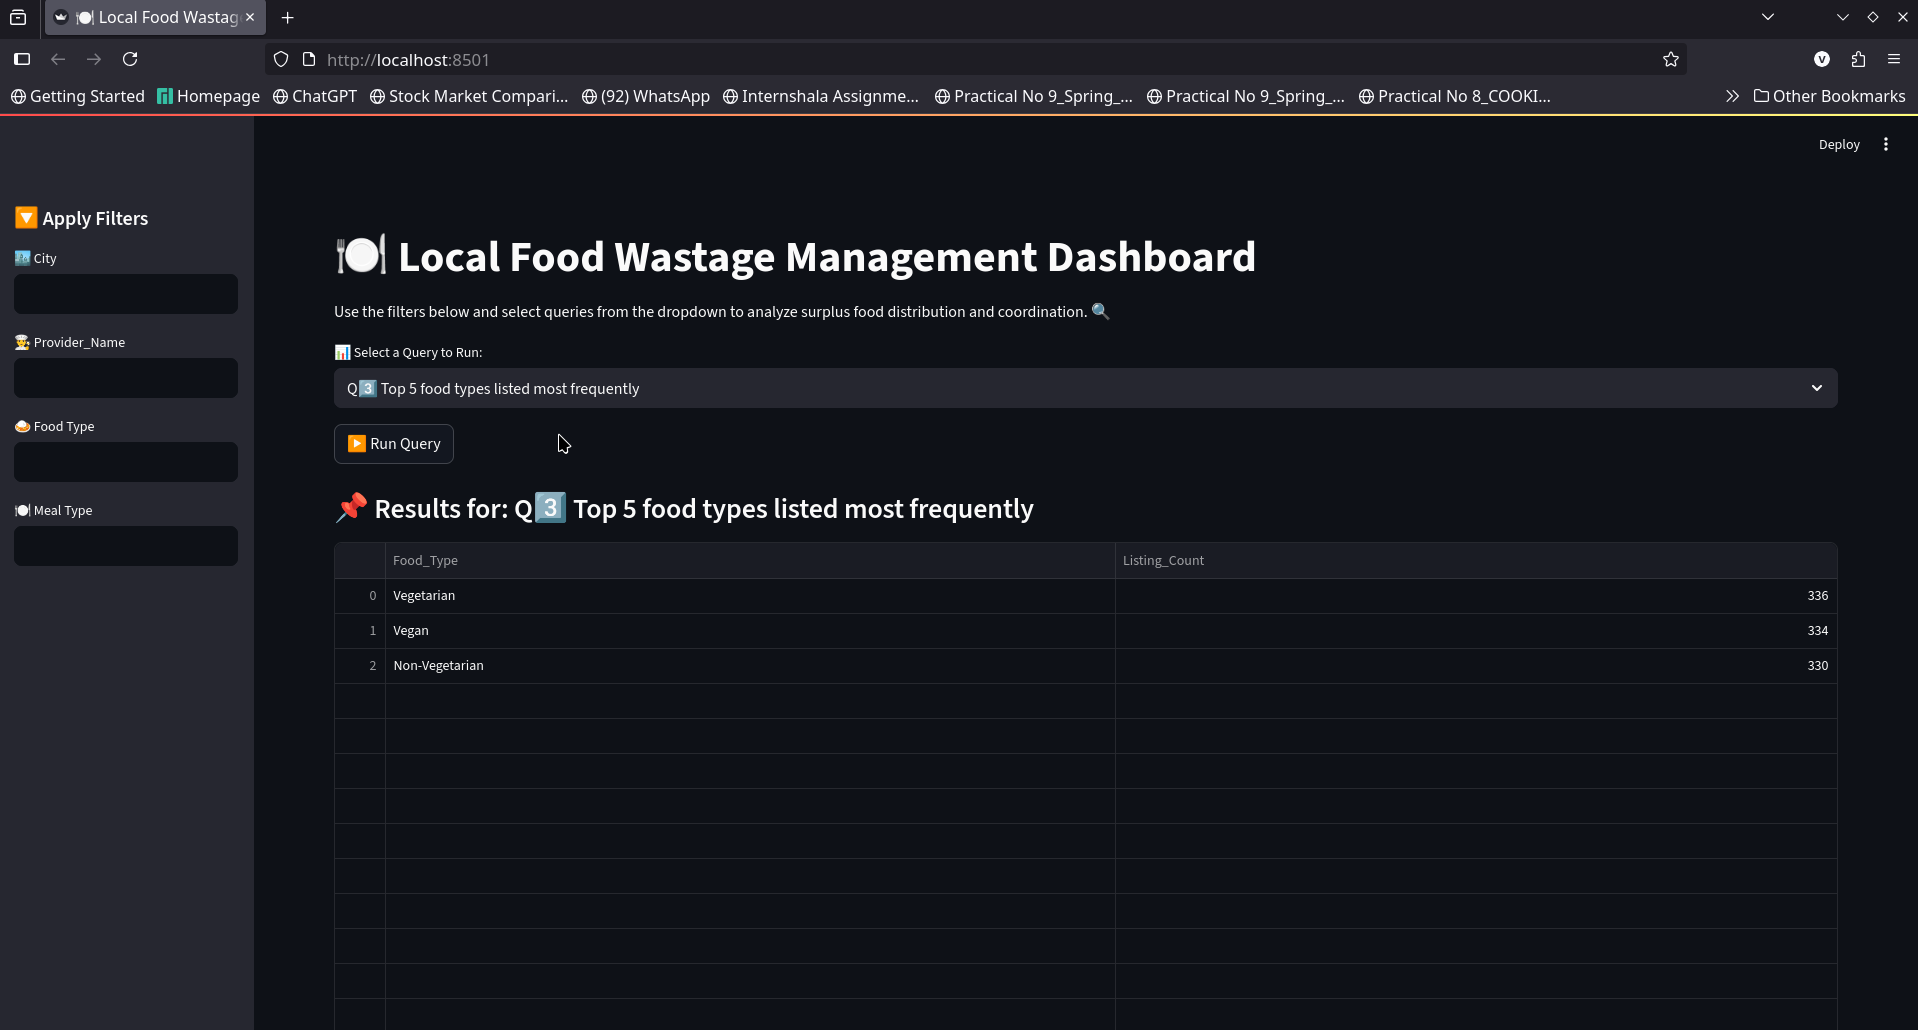 🍽️ Local Food Wastag
http://localhost:8501
V
Getting Started Homepage ChatGPT Stock Market Compari... (92) WhatsApp Internshala Assignme... Practical No 9_Spring_... Practical No 9_Spring_... Practical No 8_COOKI... Other Bookmarks
Deploy
🔽 Apply Filters
🏙️ City
👨‍🍳 Provider_Name
🍛 Food Type
🍽️ Meal Type
🍽️ Local Food Wastage Management Dashboard
Use the filters below and select queries from the dropdown to analyze surplus food distribution and coordination. 🔍
📊 Select a Query to Run:
Q3️⃣ Top 5 food types listed most frequently
▶️ Run Query
📌 Results for: Q3️⃣ Top 5 food types listed most frequently
Food_Type Listing_Count
0 Vegetarian 336
1 Vegan 334
2 Non-Vegetarian 330